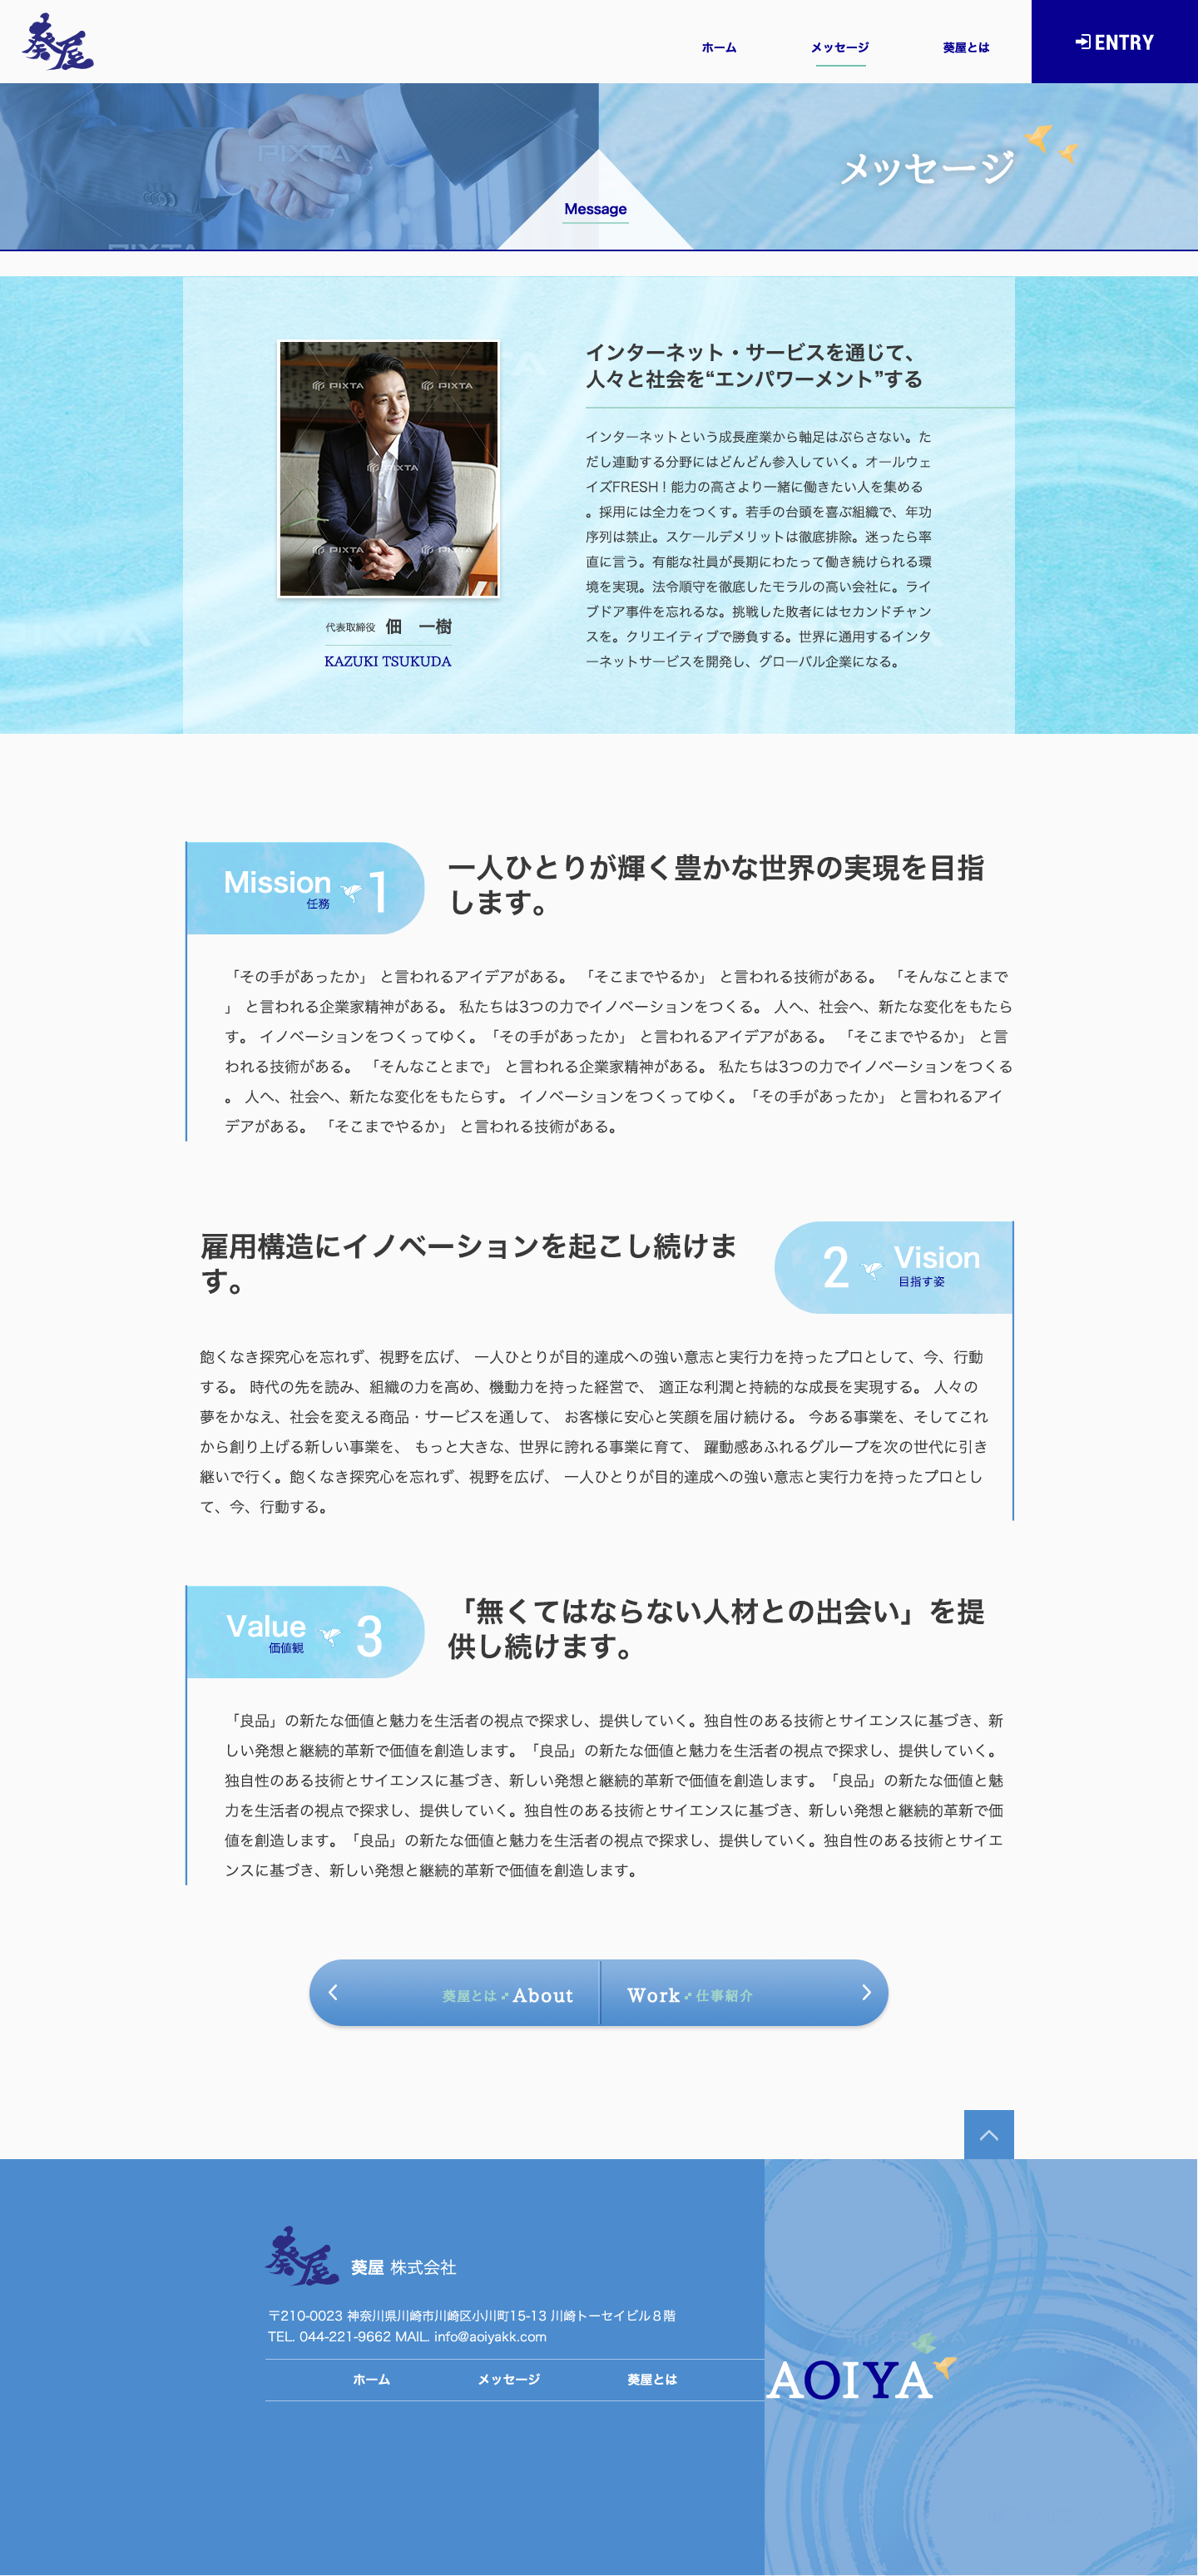 葵屋
ホーム
メッセージ
葵屋とは
ENTRY
PIXTA
メッセージ
Message
インターネット・サービスを通じて、
人々と社会を“エンパワーメント”する
インターネットという成長産業から軸足はぶらさない。た
だし連動する分野にはどんどん参入していく。オールウェ
イズFRESH！能力の高さより一緒に働きたい人を集める
。採用には全力をつくす。若手の台頭を喜ぶ組織で、年功
序列は禁止。スケールデメリットは徹底排除。迷ったら率
直に言う。有能な社員が長期にわたって働き続けられる環
境を実現。法令順守を徹底したモラルの高い会社に。ライ
ブドア事件を忘れるな。挑戦した敗者にはセカンドチャン
スを。クリエイティブで勝負する。世界に通用するインタ
ーネットサービスを開発し、グローバル企業になる。
PIXTA PIXTA
PIXTA
PIXTA PIXTA
代表取締役 佃　一樹
KAZUKI TSUKUDA
Mission 1
任務
一人ひとりが輝く豊かな世界の実現を目指
します。
「その手があったか」 と言われるアイデアがある。 「そこまでやるか」 と言われる技術がある。 「そんなことまで
」 と言われる企業家精神がある。 私たちは3つの力でイノベーションをつくる。 人へ、社会へ、新たな変化をもたら
す。 イノベーションをつくってゆく。「その手があったか」 と言われるアイデアがある。 「そこまでやるか」 と言
われる技術がある。 「そんなことまで」 と言われる企業家精神がある。 私たちは3つの力でイノベーションをつくる
。 人へ、社会へ、新たな変化をもたらす。 イノベーションをつくってゆく。「その手があったか」 と言われるアイ
デアがある。 「そこまでやるか」 と言われる技術がある。
雇用構造にイノベーションを起こし続けま
す。
2 Vision
目指す姿
飽くなき探究心を忘れず、視野を広げ、 一人ひとりが目的達成への強い意志と実行力を持ったプロとして、今、行動
する。 時代の先を読み、組織の力を高め、機動力を持った経営で、 適正な利潤と持続的な成長を実現する。 人々の
夢をかなえ、社会を変える商品・サービスを通して、 お客様に安心と笑顔を届け続ける。 今ある事業を、そしてこれ
から創り上げる新しい事業を、 もっと大きな、世界に誇れる事業に育て、 躍動感あふれるグループを次の世代に引き
継いで行く。飽くなき探究心を忘れず、視野を広げ、 一人ひとりが目的達成への強い意志と実行力を持ったプロとし
て、今、行動する。
Value 3
価値観
「無くてはならない人材との出会い」を提
供し続けます。
「良品」の新たな価値と魅力を生活者の視点で探求し、提供していく。独自性のある技術とサイエンスに基づき、新
しい発想と継続的革新で価値を創造します。「良品」の新たな価値と魅力を生活者の視点で探求し、提供していく。
独自性のある技術とサイエンスに基づき、新しい発想と継続的革新で価値を創造します。「良品」の新たな価値と魅
力を生活者の視点で探求し、提供していく。独自性のある技術とサイエンスに基づき、新しい発想と継続的革新で価
値を創造します。「良品」の新たな価値と魅力を生活者の視点で探求し、提供していく。独自性のある技術とサイエ
ンスに基づき、新しい発想と継続的革新で価値を創造します。
葵屋とは About
Work 仕事紹介
葵屋
葵屋 株式会社
〒210-0023 神奈川県川崎市川崎区小川町15-13 川崎トーセイビル８階
TEL. 044-221-9662 MAIL. info@aoiyakk.com
ホーム
メッセージ
葵屋とは
AOIYA